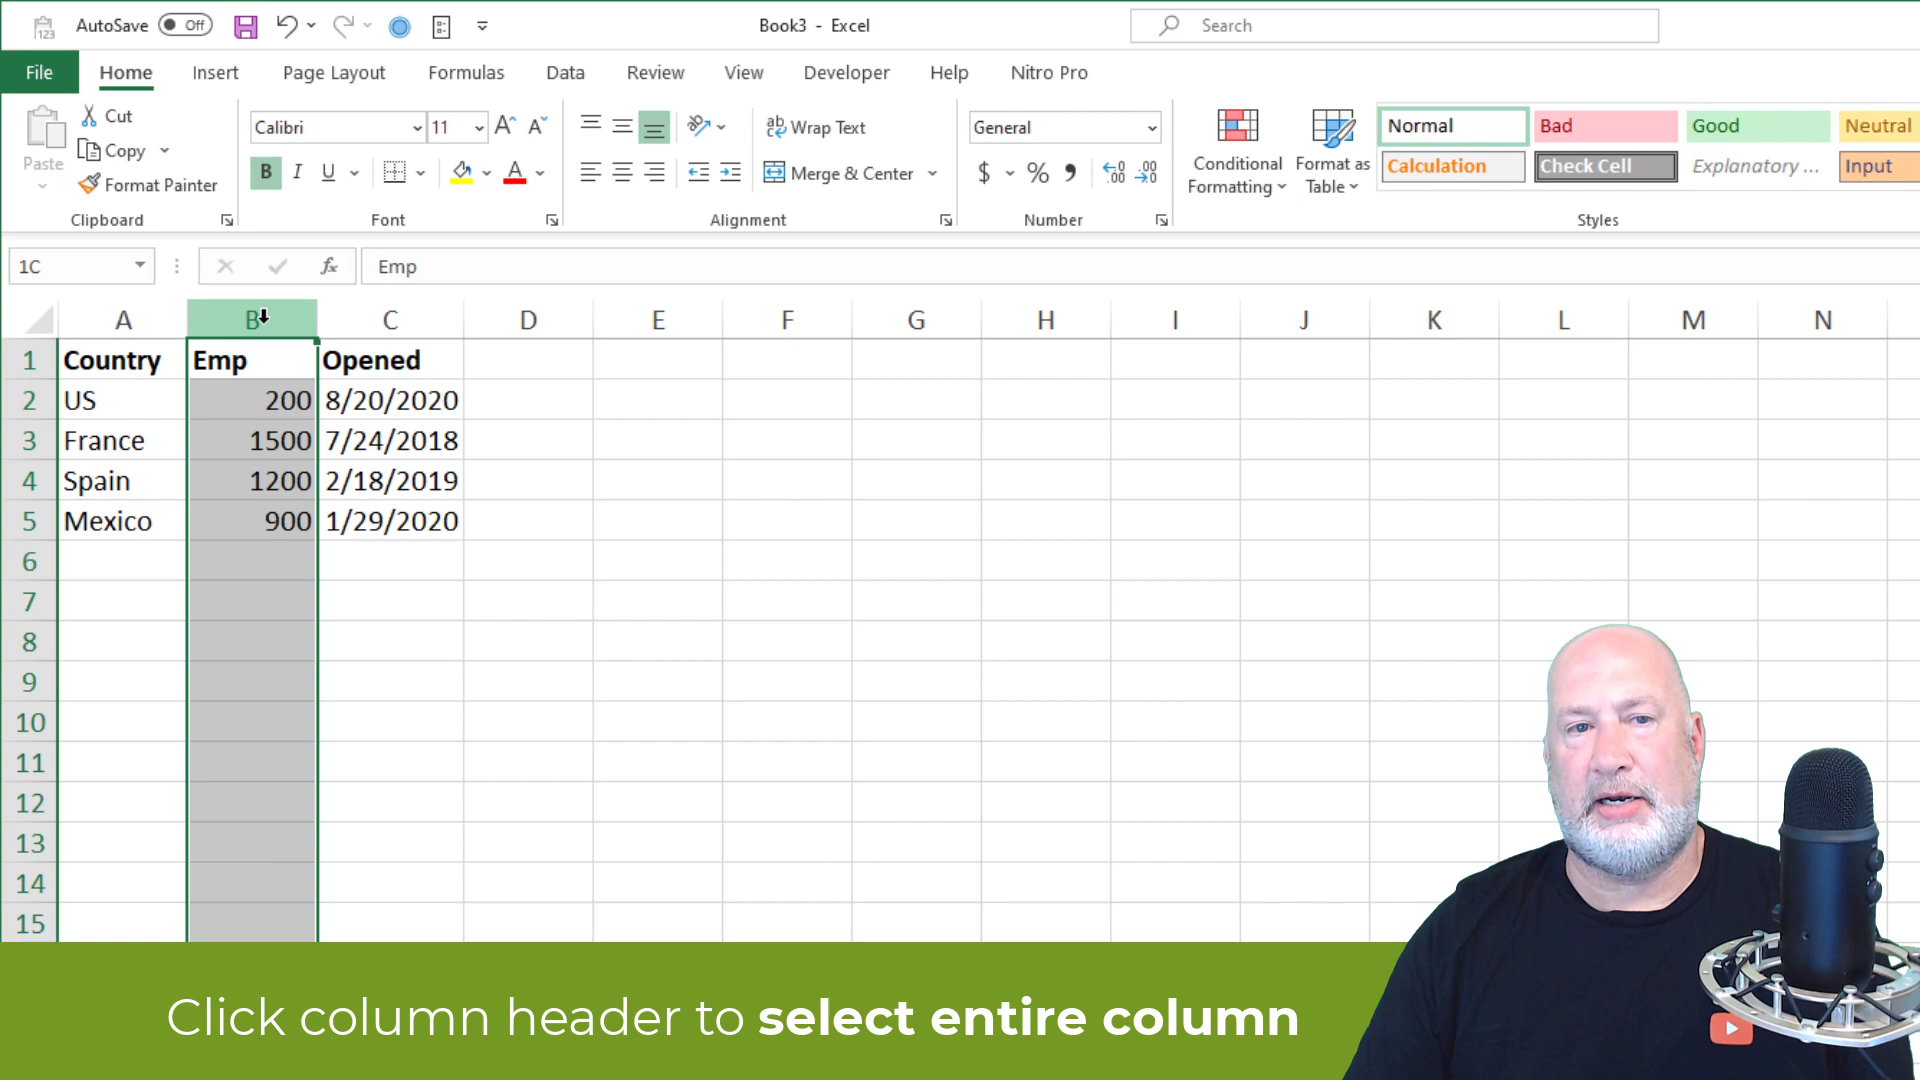 AutoSave Off
Book3 - Excel
Search
File Home Insert Page Layout Formulas Data Review View Developer Help Nitro Pro
Paste
Cut
Copy
Format Painter
Clipboard
Calibri 11
B I U
Font
Wrap Text
Merge & Center
Alignment
General
$ % ,
Number
Conditional Formatting
Format as Table
Normal Bad Good Neutral
Calculation Check Cell Explanatory ... Input
Styles
1C fx Emp
A B C D E F G H I J K L M N
1 Country Emp Opened
2 US 200 8/20/2020
3 France 1500 7/24/2018
4 Spain 1200 2/18/2019
5 Mexico 900 1/29/2020
6
7
8
9
10
11
12
13
14
15
Click column header to select entire column